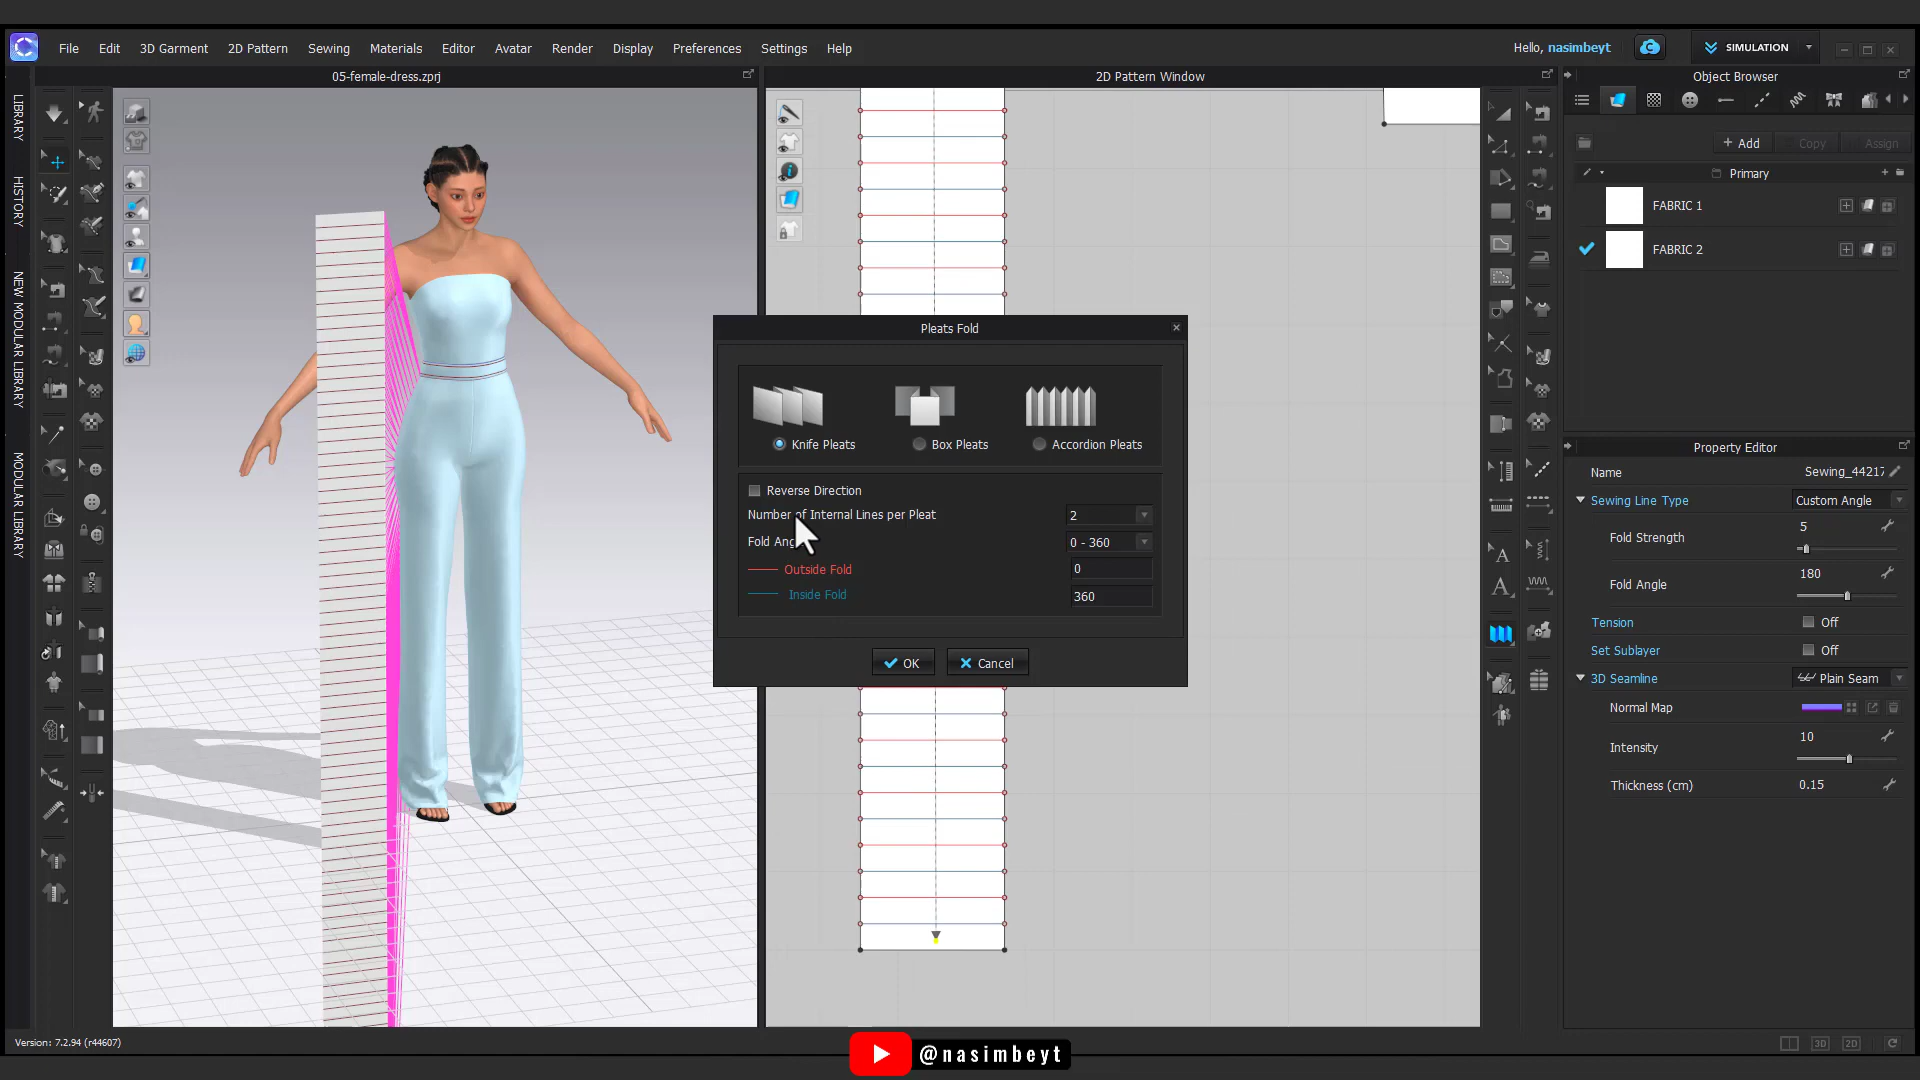 File Edit 3D Garment 2D Pattern Sewing Materials Editor Avatar Render Display Preferences Settings Help
Hello, nasimbeyt
SIMULATION
05-female-dress.zprj
2D Pattern Window
Object Browser
LIBRARY
HISTORY
NEW MODULAR LIBRARY
MODULAR LIBRARY
+ Add Copy Assign
Primary
FABRIC 1
FABRIC 2
Pleats Fold
Knife Pleats Box Pleats Accordion Pleats
Reverse Direction
Number of Internal Lines per Pleat 2
Fold Ang 0 - 360
Outside Fold 0
Inside Fold 360
OK Cancel
Property Editor
Name Sewing_44217
Sewing Line Type Custom Angle
Fold Strength 5
Fold Angle 180
Tension Off
Set Sublayer Off
3D Seamline Plain Seam
Normal Map
Intensity 10
Thickness (cm) 0.15
Version: 7.2.94 (r44607)
@nasimbeyt
3D 2D